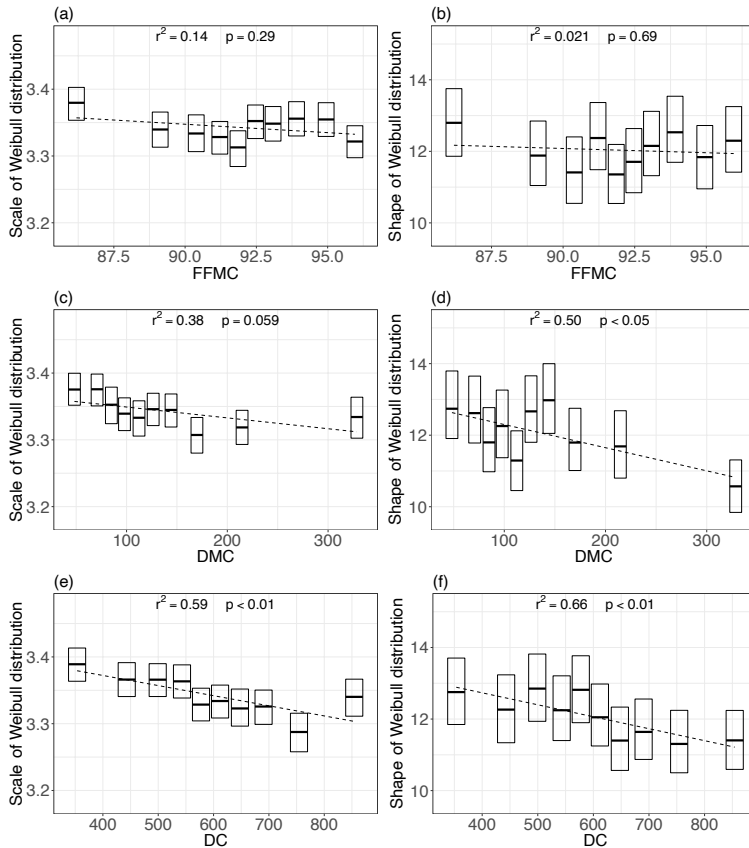 (a)
r² = 0.14 p = 0.29
Scale of Weibull distribution
3.4
3.3
3.2
87.5 90.0 92.5 95.0
FFMC
(b)
r² = 0.021 p = 0.69
Shape of Weibull distribution
14
12
10
87.5 90.0 92.5 95.0
FFMC
(c)
r² = 0.38 p = 0.059
Scale of Weibull distribution
3.4
3.3
3.2
100 200 300
DMC
(d)
r² = 0.50 p < 0.05
Shape of Weibull distribution
14
12
10
100 200 300
DMC
(e)
r² = 0.59 p < 0.01
Scale of Weibull distribution
3.4
3.3
3.2
400 500 600 700 800
DC
(f)
r² = 0.66 p < 0.01
Shape of Weibull distribution
14
12
10
400 500 600 700 800
DC